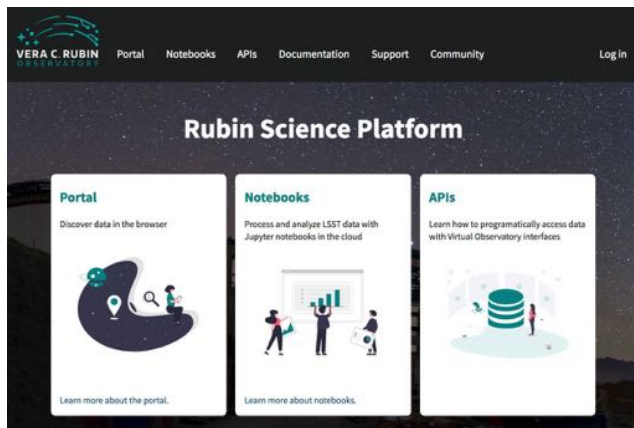 VERA C. RUBIN
OBSERVATORY
Portal Notebooks APIs Documentation Support Community Log in
Rubin Science Platform
Portal
Discover data in the browser
Learn more about the portal.
Notebooks
Process and analyze LSST data with
Jupyter notebooks in the cloud
Learn more about notebooks.
APIs
Learn how to programatically access data
with Virtual Observatory interfaces